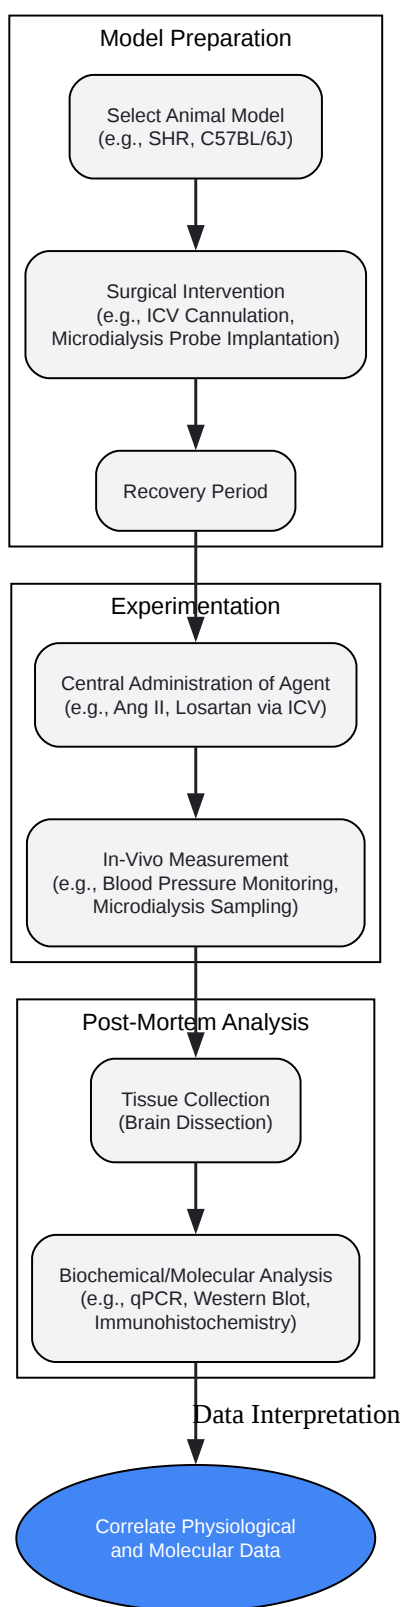 Model Preparation
Select Animal Model
(e.g., SHR, C57BL/6J)
Surgical Intervention
(e.g., ICV Cannulation,
Microdialysis Probe Implantation)
Recovery Period
Experimentation
Central Administration of Agent
(e.g., Ang II, Losartan via ICV)
In-Vivo Measurement
(e.g., Blood Pressure Monitoring,
Microdialysis Sampling)
Post-Mortem Analysis
Tissue Collection
(Brain Dissection)
Biochemical/Molecular Analysis
(e.g., qPCR, Western Blot,
Immunohistochemistry)
Data Interpretation
Correlate Physiological
and Molecular Data